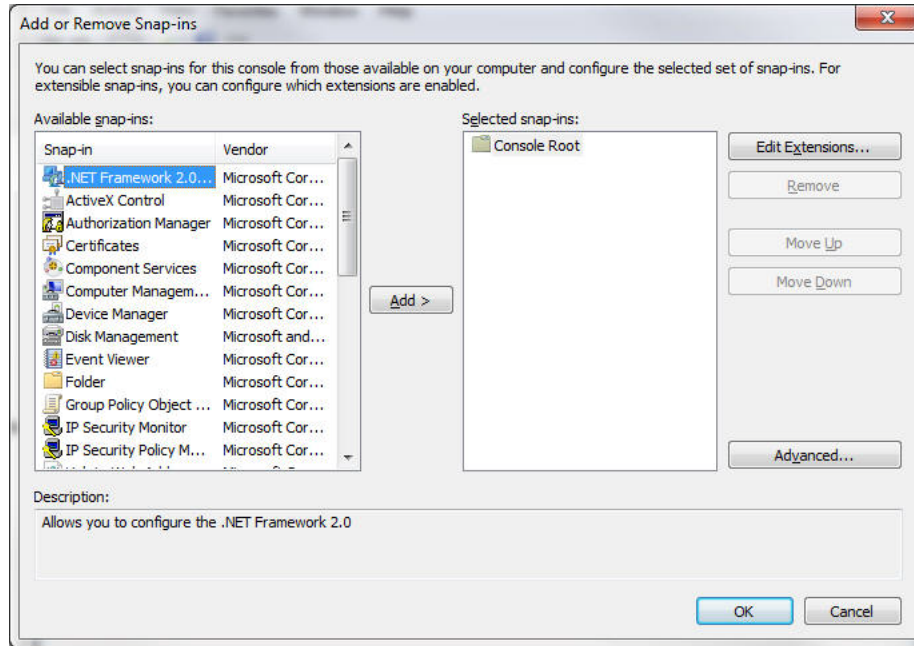 Add or Remove Snap-ins
You can select snap-ins for this console from those available on your computer and configure the selected set of snap-ins. For
extensible snap-ins, you can configure which extensions are enabled.
Available snap-ins:
Selected snap-ins:
Snap-in Vendor
Console Root
Edit Extensions...
.NET Framework 2.0... Microsoft Cor...
Remove
ActiveX Control Microsoft Cor...
Authorization Manager Microsoft Cor...
Certificates Microsoft Cor...
Move Up
Component Services Microsoft Cor...
Move Down
Computer Managem... Microsoft Cor...
Add >
Device Manager Microsoft Cor...
Disk Management Microsoft and...
Event Viewer Microsoft Cor...
Folder Microsoft Cor...
Group Policy Object ... Microsoft Cor...
IP Security Monitor Microsoft Cor...
IP Security Policy M... Microsoft Cor...
Advanced...
Description:
Allows you to configure the .NET Framework 2.0
OK Cancel